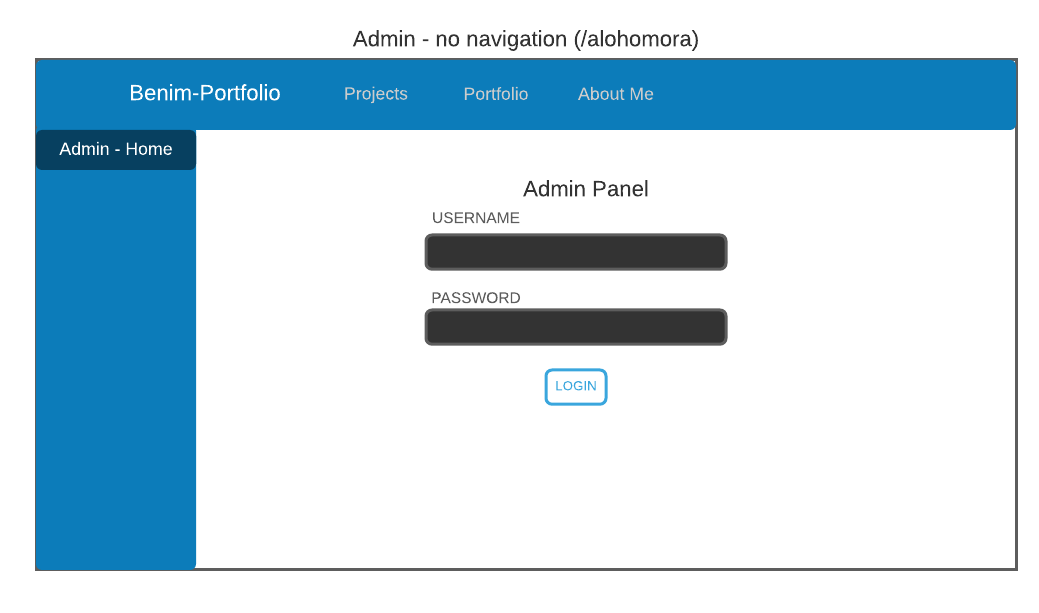 Admin - no navigation (/alohomora)
Benim-Portfolio Projects Portfolio About Me
Admin - Home
Admin Panel
USERNAME
PASSWORD
LOGIN